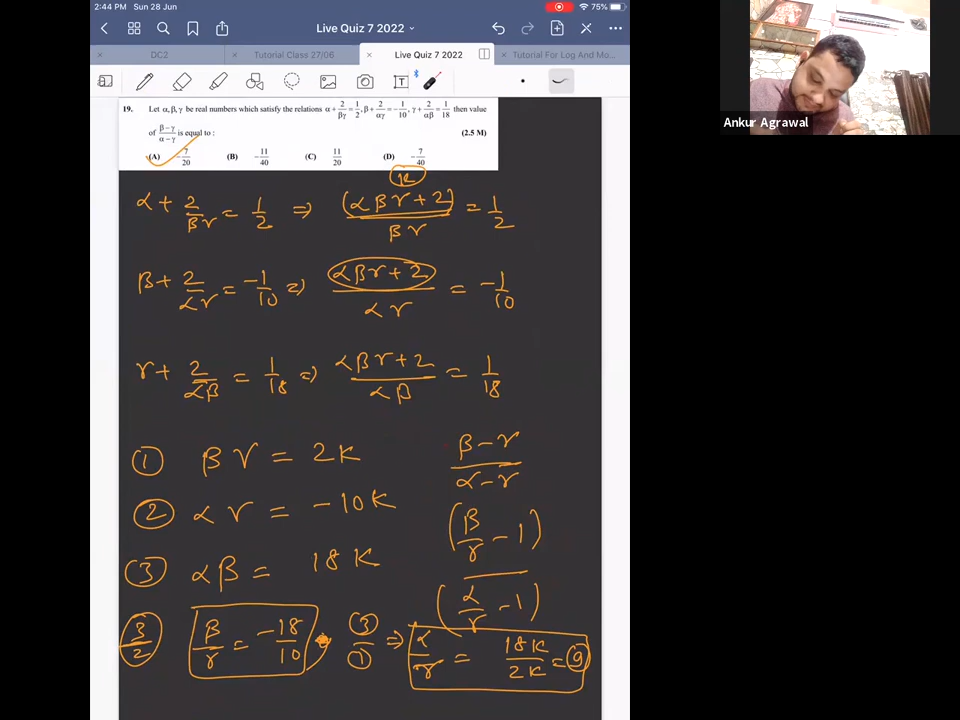 2:44 PM Sun 28 Jun
75%
Live Quiz 7 2022
DC2
Tutorial Class 27/06
Live Quiz 7 2022
Tutorial For Log And Mo...
19. Let α, β, γ be real numbers which satisfy the relations α + 2/βγ = 1/2, β + 2/αγ = -1/10, γ + 2/αβ = 1/18 then value
of (β − γ)/(α − γ) is equal to : (2.5 M)
(A) -7/20 (B) -11/40 (C) 11/20 (D) -7/40
K
α + 2/βγ = 1/2 ⇒ (αβγ + 2)/βγ = 1/2
β + 2/αγ = -1/10 ⇒ (αβγ + 2)/αγ = -1/10
γ + 2/αβ = 1/18 ⇒ αβγ + 2/αβ = 1/18
① βγ = 2K
β − γ/α − γ
② αγ = −10K
(β/γ − 1)
③ αβ = 18K
(α/γ − 1)
3/2 β/γ = −18/10 ③/① ⇒ α/γ = 18K/2K = 9
Ankur Agrawal